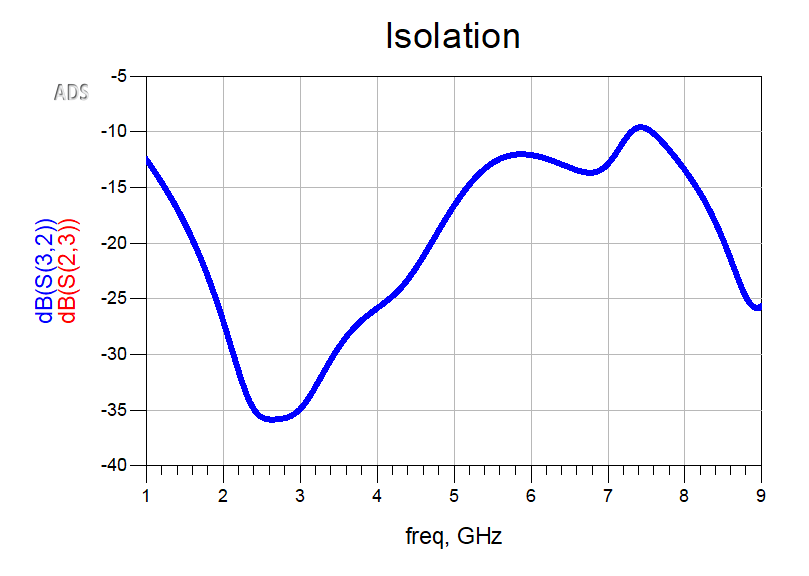 Isolation
ADS
dB(S(3,2))
dB(S(2,3))
-5
-10
-15
-20
-25
-30
-35
-40
1 2 3 4 5 6 7 8 9
freq, GHz